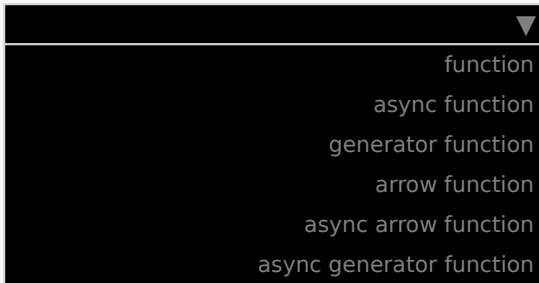 function
async function
generator function
arrow function
async arrow function
async generator function